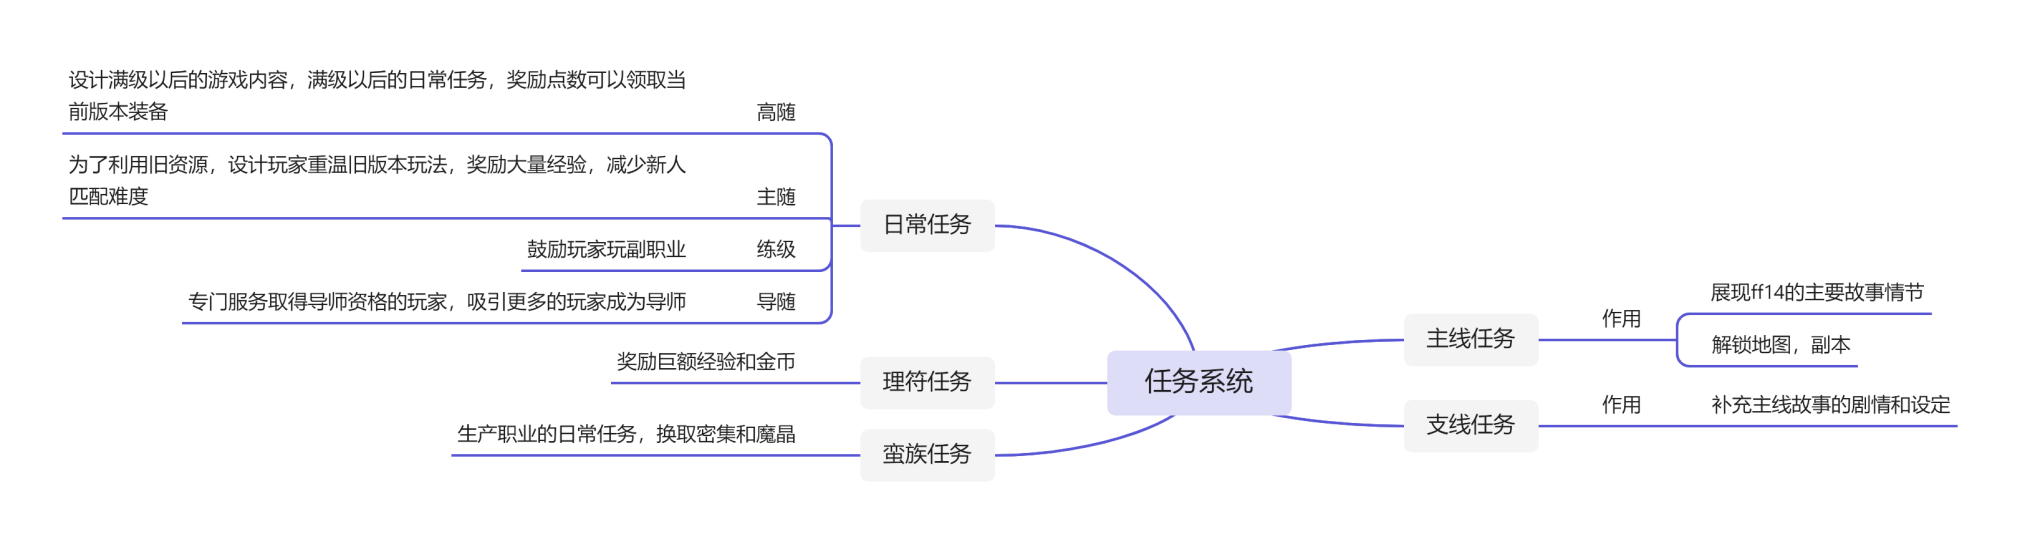 任务系统
日常任务
高随
设计满级以后的游戏内容，满级以后的日常任务，奖励点数可以领取当
前版本装备
主随
为了利用旧资源，设计玩家重温旧版本玩法，奖励大量经验，减少新人
匹配难度
练级
鼓励玩家玩副职业
导随
专门服务取得导师资格的玩家，吸引更多的玩家成为导师
理符任务
奖励巨额经验和金币
蛮族任务
生产职业的日常任务，换取密集和魔晶
主线任务
作用
展现ff14的主要故事情节
解锁地图，副本
支线任务
作用
补充主线故事的剧情和设定